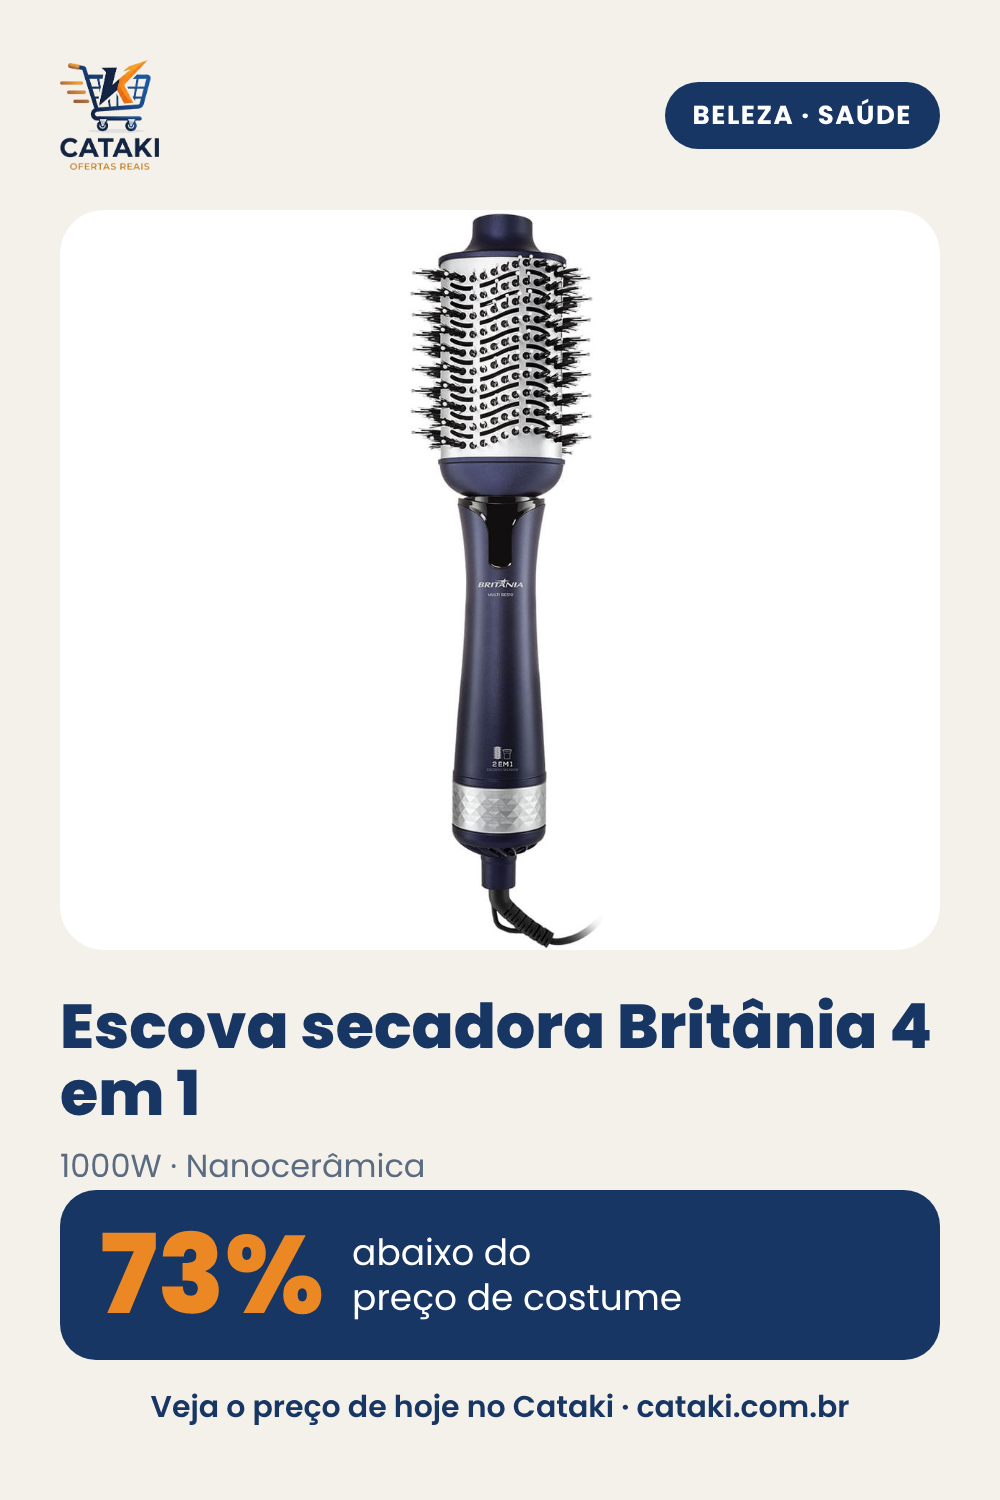 CATAKI
OFERTAS REAIS
BELEZA · SAÚDE
BRITÂNIA
2 EM 1
Escova secadora Britânia 4
em 1
1000W · Nanocerâmica
73%
abaixo do
preço de costume
Veja o preço de hoje no Cataki · cataki.com.br